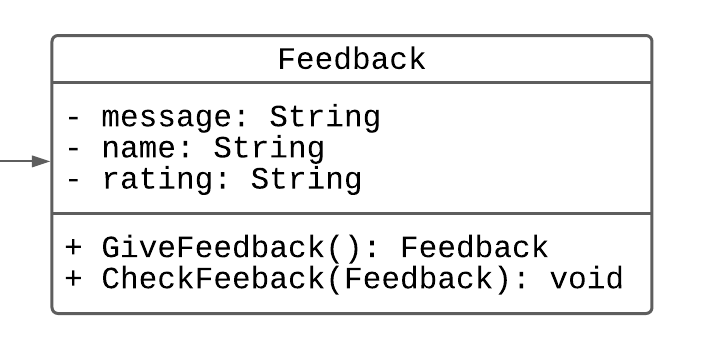 Feedback
- message: String
- name: String
- rating: String
+ GiveFeedback(): Feedback
+ CheckFeeback(Feedback): void